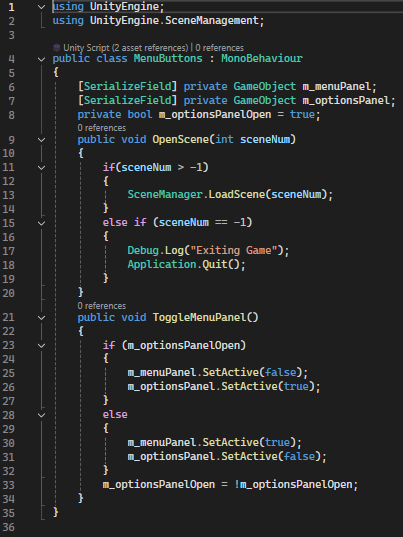 1 using UnityEngine;
2 using UnityEngine.SceneManagement;
3
Unity Script (2 asset references) | 0 references
4 public class MenuButtons : MonoBehaviour
5 {
6 [SerializeField] private GameObject m_menuPanel;
7 [SerializeField] private GameObject m_optionsPanel;
8 private bool m_optionsPanelOpen = true;
0 references
9 public void OpenScene(int sceneNum)
10 {
11 if(sceneNum > -1)
12 {
13 SceneManager.LoadScene(sceneNum);
14 }
15 else if (sceneNum == -1)
16 {
17 Debug.Log("Exiting Game");
18 Application.Quit();
19 }
20 }
0 references
21 public void ToggleMenuPanel()
22 {
23 if (m_optionsPanelOpen)
24 {
25 m_menuPanel.SetActive(false);
26 m_optionsPanel.SetActive(true);
27 }
28 else
29 {
30 m_menuPanel.SetActive(true);
31 m_optionsPanel.SetActive(false);
32 }
33 m_optionsPanelOpen = !m_optionsPanelOpen;
34 }
35 }
36